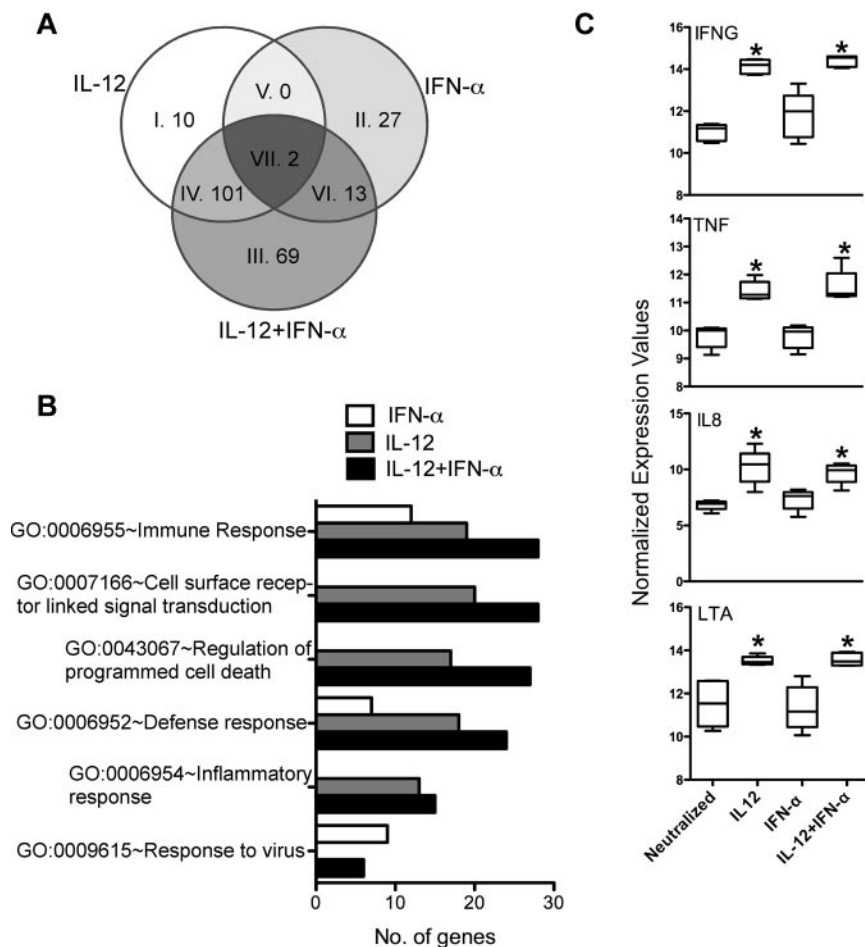 A
IL-12
IFN-α
V. 0
I. 10
II. 27
VII. 2
IV. 101
VI. 13
III. 69
IL-12+IFN-α
B
IFN-α
IL-12
IL-12+IFN-α
GO:0006955~Immune Response
GO:0007166~Cell surface recep-
tor linked signal transduction
GO:0043067~Regulation of
programmed cell death
GO:0006952~Defense response
GO:0006954~Inflammatory
response
GO:0009615~Response to virus
0 10 20 30
No. of genes
C
Normalized Expression Values
IFNG
16
14
12
10
8
* *
TNF
12
11
10
9
8
* *
IL8
15
10
5
0
* *
LTA
16
14
12
10
8
* *
Neutralized
IL12
IFN-α
IL-12+IFN-α